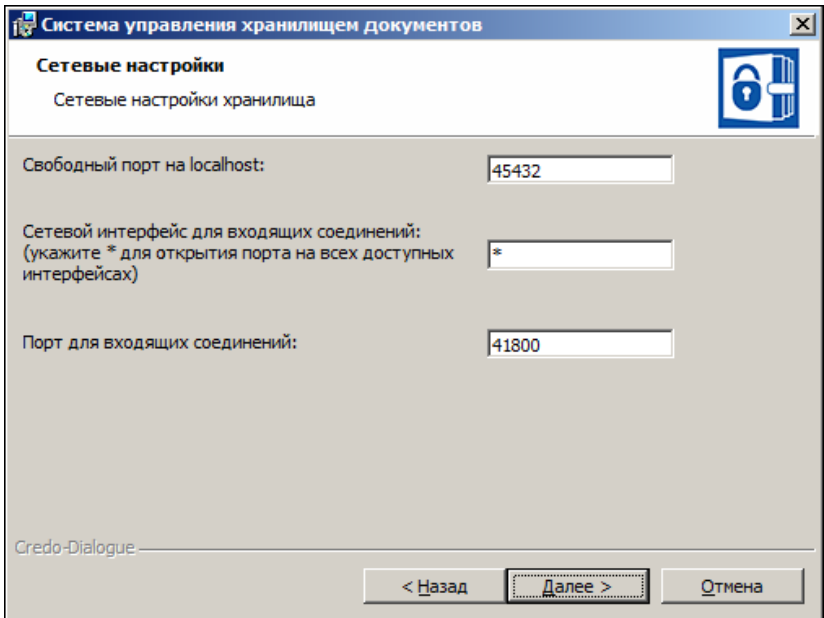 Система управления хранилищем документов
Сетевые настройки
Сетевые настройки хранилища
Свободный порт на localhost:
45432
Сетевой интерфейс для входящих соединений:
(укажите * для открытия порта на всех доступных
интерфейсах)
*
Порт для входящих соединений:
41800
Credo-Dialogue
< Назад
Далее >
Отмена